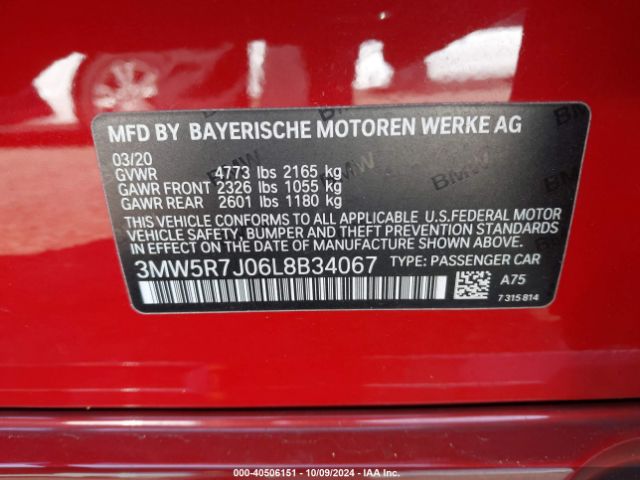 MFD BY BAYERISCHE MOTOREN WERKE AG
03/20
GVWR 4773 lbs 2165 kg
GAWR FRONT 2326 lbs 1055 kg
GAWR REAR 2601 lbs 1180 kg
THIS VEHICLE CONFORMS TO ALL APPLICABLE U.S.FEDERAL MOTOR
VEHICLE SAFETY, BUMPER AND THEFT PREVENTION STANDARDS IN
EFFECT ON THE DATE OF MANUFACTURE SHOWN ABOVE.
3MW5R7J06L8B34067 TYPE: PASSENGER CAR
A75
7 315 814
000-40506151 - 10/09/2024 - IAA Inc.